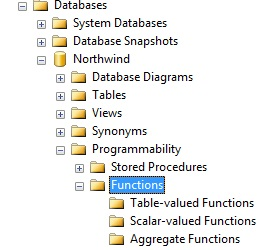 Databases
System Databases
Database Snapshots
Northwind
Database Diagrams
Tables
Views
Synonyms
Programmability
Stored Procedures
Functions
Table-valued Functions
Scalar-valued Functions
Aggregate Functions